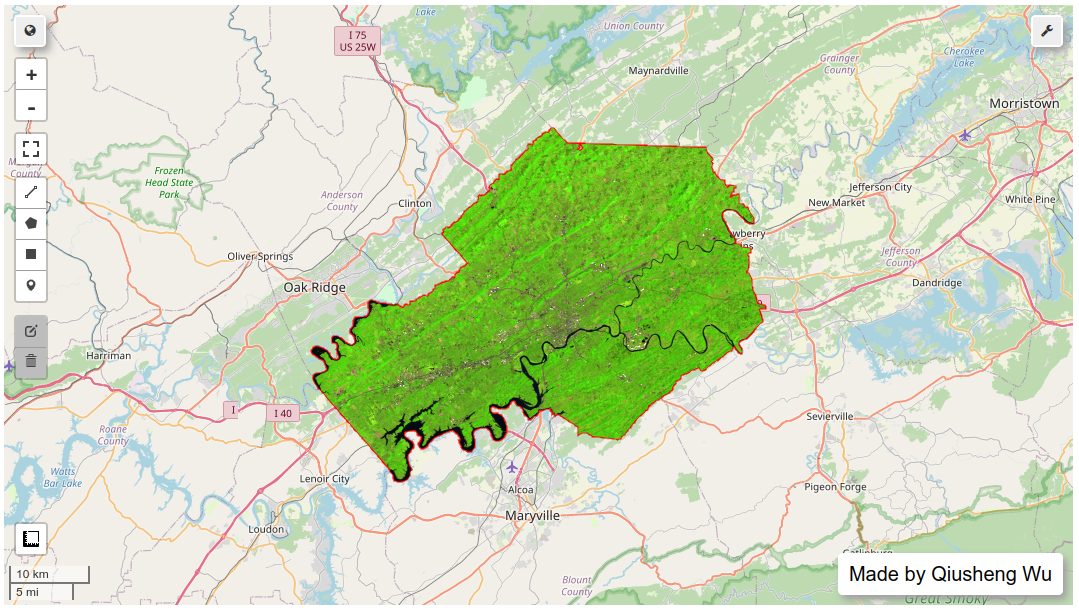 Lake
Union County
I 75
US 25W
Maynardville
Grainger
County
Cherokee
Lake
Morristown
+
-
County
Frozen
Head State
Park
Anderson
County
Clinton
Jefferson City
New Market
White Pine
wberry
ns
Oliver Springs
Jefferson
County
Oak Ridge
Dandridge
Harriman
I
I 40
Roane
County
Sevierville
Watts
Bar Lake
Lenoir City
Alcoa
Pigeon Forge
Maryville
Loudon
Gatlinburg
10 km
5 mi
Blount
County
Made by Qiusheng Wu
Great Smoky